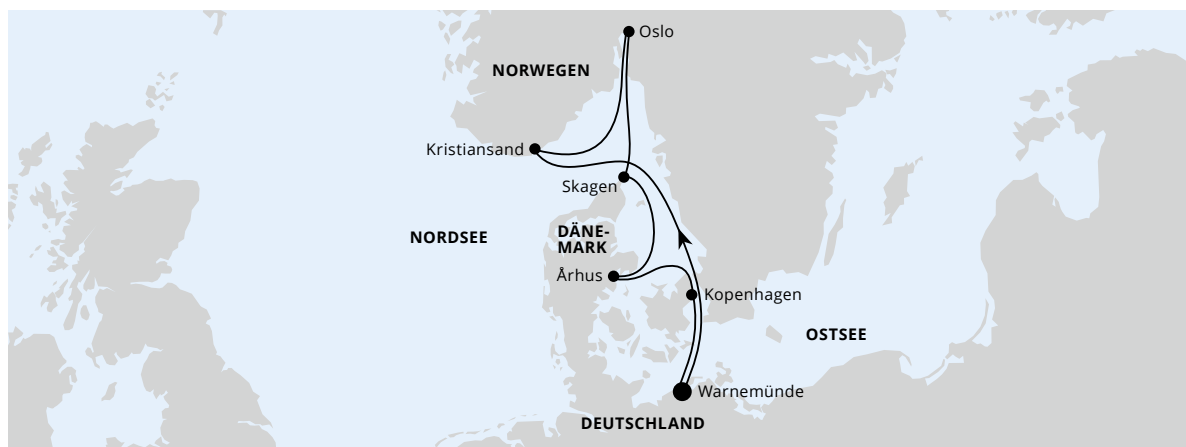 Oslo
NORWEGEN
Kristiansand
Skagen
DÄNE-
MARK
NORDSEE
Århus
Kopenhagen
OSTSEE
Warnemünde
DEUTSCHLAND